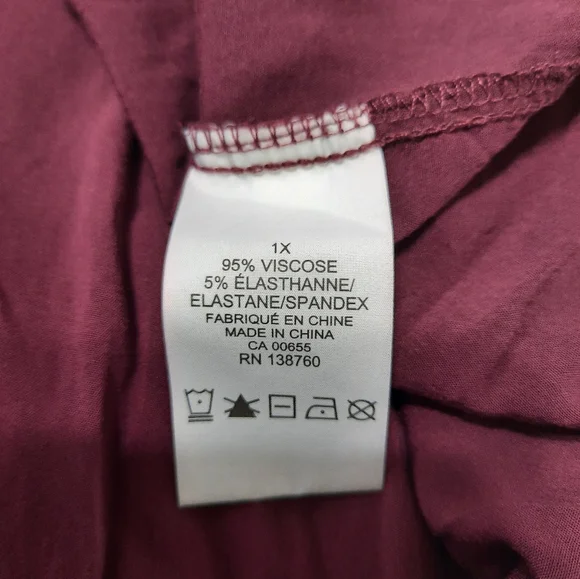 1X
95% VISCOSE
5% ÉLASTHANNE/
ELASTANE/SPANDEX
FABRIQUÉ EN CHINE
MADE IN CHINA
CA 00655
RN 138760